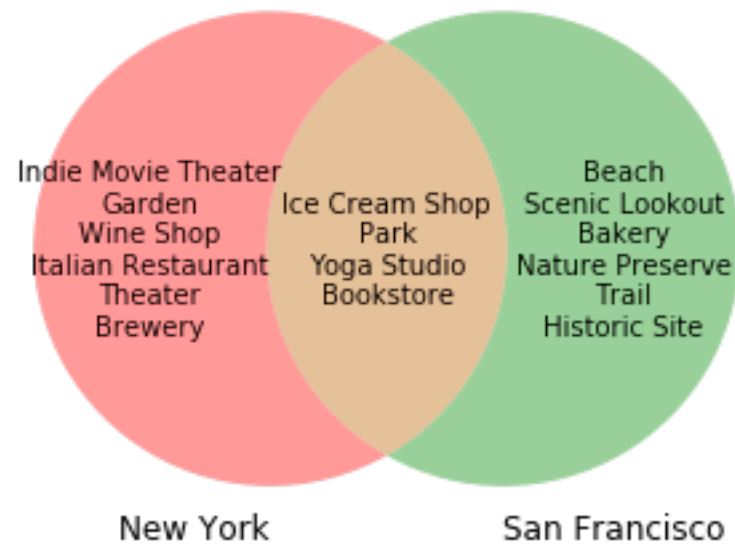 Indie Movie Theater
Garden
Wine Shop
Italian Restaurant
Theater
Brewery
Ice Cream Shop
Park
Yoga Studio
Bookstore
Beach
Scenic Lookout
Bakery
Nature Preserve
Trail
Historic Site
New York
San Francisco